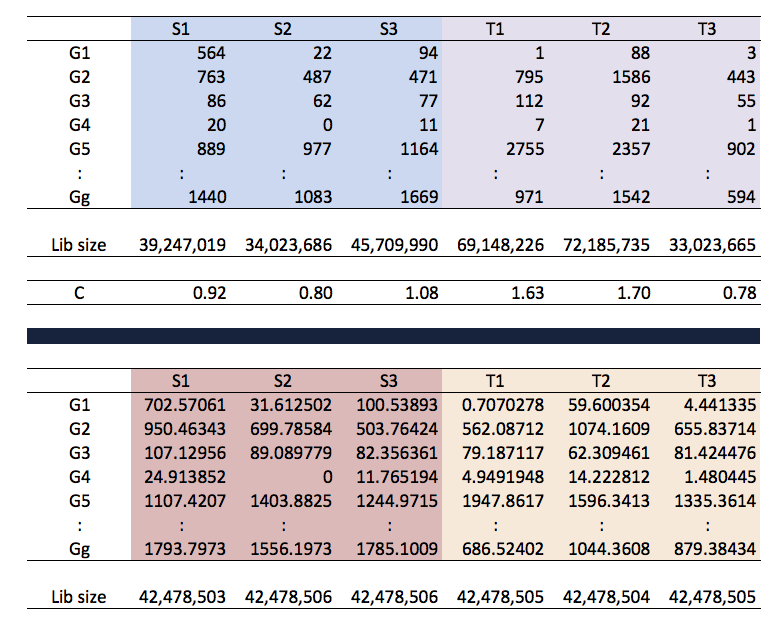 S1 S2 S3 T1 T2 T3
G1 564 22 94 1 88 3
G2 763 487 471 795 1586 443
G3 86 62 77 112 92 55
G4 20 0 11 7 21 1
G5 889 977 1164 2755 2357 902
: : : : : : :
Gg 1440 1083 1669 971 1542 594
Lib size 39,247,019 34,023,686 45,709,990 69,148,226 72,185,735 33,023,665
C 0.92 0.80 1.08 1.63 1.70 0.78
S1 S2 S3 T1 T2 T3
G1 702.57061 31.612502 100.53893 0.7070278 59.600354 4.441335
G2 950.46343 699.78584 503.76424 562.08712 1074.1609 655.83714
G3 107.12956 89.089779 82.356361 79.187117 62.309461 81.424476
G4 24.913852 0 11.765194 4.9491948 14.222812 1.480445
G5 1107.4207 1403.8825 1244.9715 1947.8617 1596.3413 1335.3614
: : : : : : :
Gg 1793.7973 1556.1973 1785.1009 686.52402 1044.3608 879.38434
Lib size 42,478,503 42,478,506 42,478,506 42,478,505 42,478,504 42,478,505